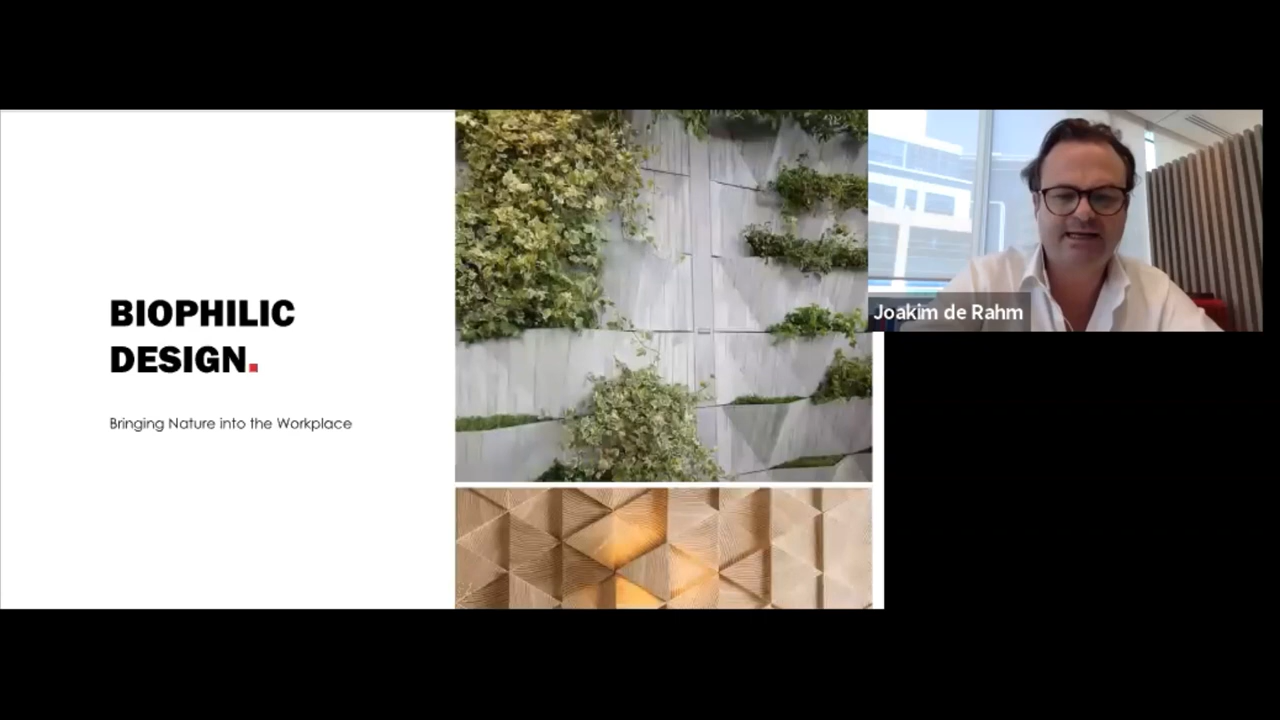 BIOPHILIC
DESIGN.
Bringing Nature into the Workplace
Joakim de Rahm